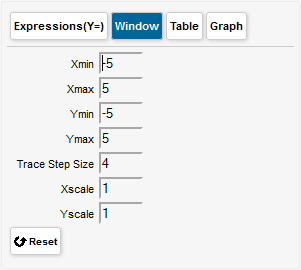 Expressions(Y=) Window Table Graph
Xmin -5
Xmax 5
Ymin -5
Ymax 5
Trace Step Size 4
Xscale 1
Yscale 1
Reset